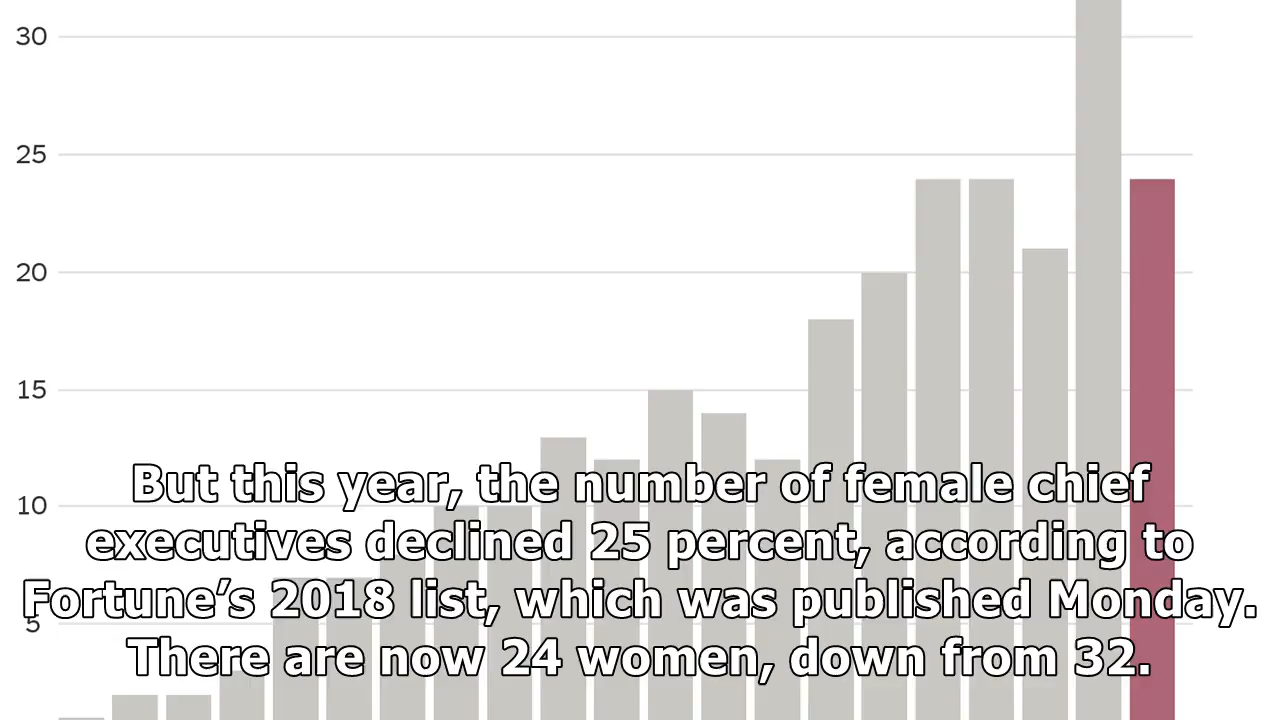 30
25
20
15
10
5
But this year, the number of female chief
executives declined 25 percent, according to
Fortune’s 2018 list, which was published Monday.
There are now 24 women, down from 32.